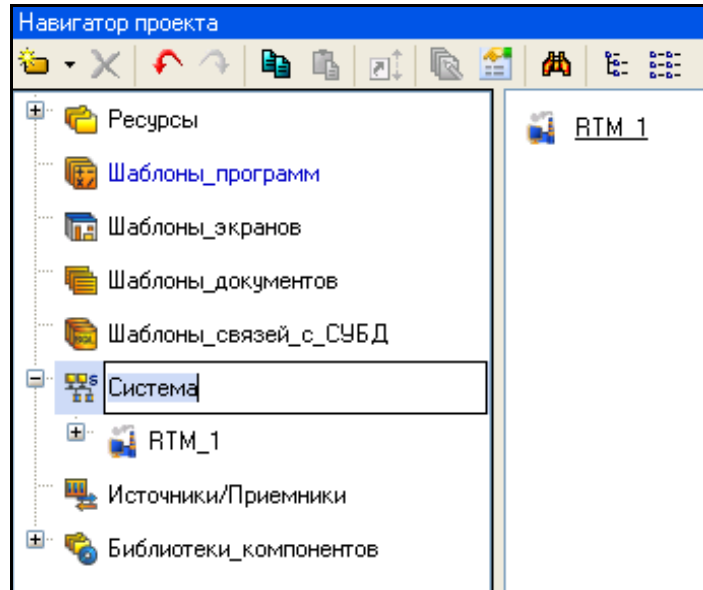 Навигатор проекта
Ресурсы
RTM_1
Шаблоны_программ
Шаблоны_экранов
Шаблоны_документов
Шаблоны_связей_с_СУБД
Система
RTM_1
Источники/Приемники
Библиотеки_компонентов